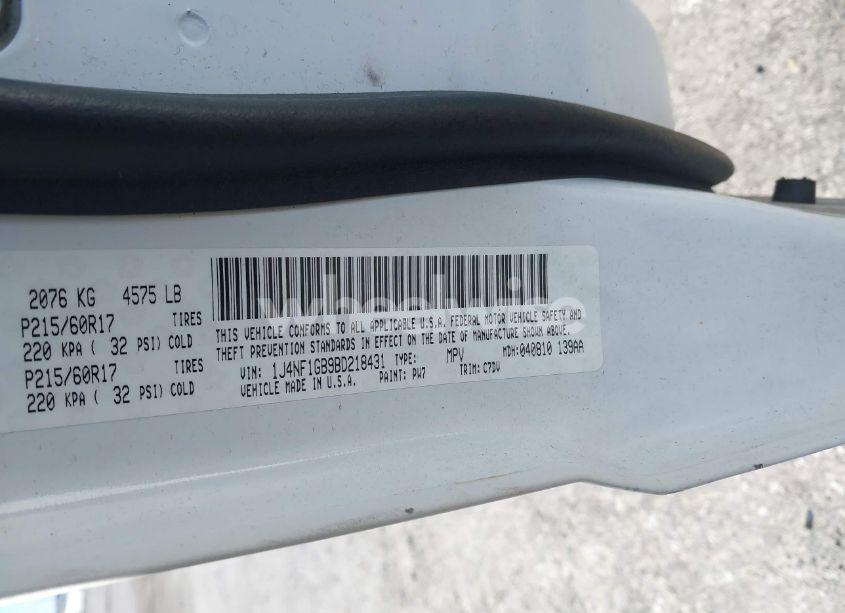 2076 KG 4575 LB
P215/60R17 TIRES
220 KPA ( 32 PSI) COLD
P215/60R17 TIRES
220 KPA ( 32 PSI) COLD
THIS VEHICLE CONFORMS TO ALL APPLICABLE U.S.A. FEDERAL MOTOR VEHICLE SAFETY AND
THEFT PREVENTION STANDARDS IN EFFECT ON THE DATE OF MANUFACTURE SHOWN ABOVE.
VIN: 1J4NF1GB9BD218431 TYPE: MPV MDH:040810 139AA
VEHICLE MADE IN U.S.A. PAINT: PW7 TRIM: C7DV